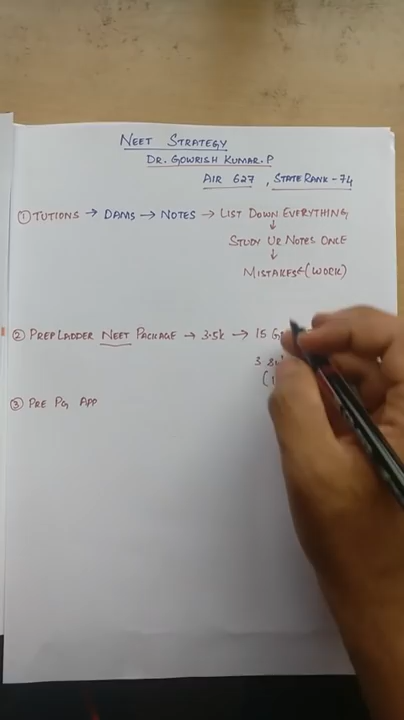 NEET STRATEGY
DR. GOWRISH KUMAR. P
AIR 627 , STATE RANK - 74
① TUTIONS → DAMS → NOTES → LIST DOWN EVERYTHING
↓
STUDY UR NOTES ONCE
↓
MISTAKES ← (WORK)
② PREPLADDER NEET PACKAGE → 3.5K → 15 G
3
③ PRE PG APP